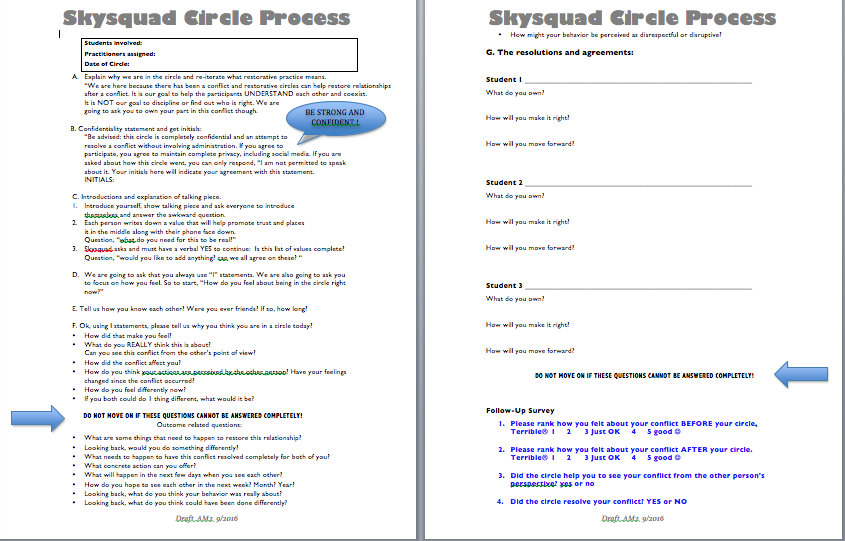 Skysquad Circle Process
Students involved:
Practitioners assigned:
Date of Circle:
A. Explain why we are in the circle and re-iterate what restorative practice means.
"We are here because there has been a conflict and restorative circles can help restore relationships
after a conflict. It is our goal to help the participants UNDERSTAND each other and coexist.
It is NOT our goal to discipline or find out who is right. We are
going to ask you to own your part in this conflict though.
BE STRONG AND
CONFIDENT !
B. Confidentiality statement and get initials:
"Be advised: this circle is completely confidential and an attempt to
resolve a conflict without involving administration. If you agree to
participate, you agree to maintain complete privacy, including social media. If you are
asked about how this circle went, you can only respond, "I am not permitted to speak
about it. Your initials here will indicate your agreement with this statement.
INITIALS:
C. Introductions and explanation of talking piece.
1. Introduce yourself, show talking piece and ask everyone to introduce
themselves and answer the awkward question.
2. Each person writes down a value that will help promote trust and places
it in the middle along with their phone face down.
Question, "what do you need for this to be real?"
3. Skysquad asks and must have a verbal YES to continue: Is this list of values complete?
Question, "would you like to add anything? can we all agree on these? "
D. We are going to ask that you always use "I" statements. We are also going to ask you
to focus on how you feel. So to start, "How do you feel about being in the circle right
now?"
E. Tell us how you know each other? Were you ever friends? If so, how long?
F. Ok, using I statements, please tell us why you think you are in a circle today?
• How did that make you feel?
• What do you REALLY think this is about?
Can you see this conflict from the other's point of view?
• How did the conflict affect you?
• How do you think your actions are perceived by the other person? Have your feelings
changed since the conflict occurred?
• How do you feel differently now?
• If you both could do 1 thing different, what would it be?
DO NOT MOVE ON IF THESE QUESTIONS CANNOT BE ANSWERED COMPLETELY!
Outcome related questions:
• What are some things that need to happen to restore this relationship?
• Looking back, would you do something differently?
• What needs to happen to have this conflict resolved completely for both of you?
• What concrete action can you offer?
• What will happen in the next few days when you see each other?
• How do you hope to see each other in the next week? Month? Year?
• Looking back, what do you think your behavior was really about?
• Looking back, what do you think could have been done differently?
Draft AM2 9/2016
Skysquad Circle Process
• How might your behavior be perceived as disrespectful or disruptive?
G. The resolutions and agreements:
Student 1
What do you own?
How will you make it right?
How will you move forward?
Student 2
What do you own?
How will you make it right?
How will you move forward?
Student 3
What do you own?
How will you make it right?
How will you move forward?
DO NOT MOVE ON IF THESE QUESTIONS CANNOT BE ANSWERED COMPLETELY!
Follow-Up Survey
1. Please rank how you felt about your conflict BEFORE your circle.
Terrible☹ 1 2 3 Just OK 4 5 good ☺
2. Please rank how you felt about your conflict AFTER your circle.
Terrible☹ 1 2 3 Just OK 4 5 good ☺
3. Did the circle help you to see your conflict from the other person's
perspective? yes or no
4. Did the circle resolve your conflict? YES or NO
Draft AM2 9/2016